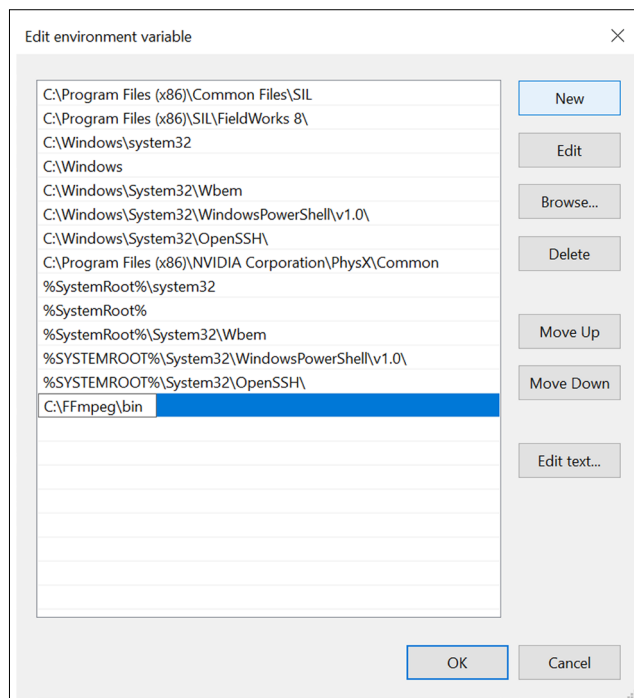 Edit environment variable
C:\Program Files (x86)\Common Files\SIL
C:\Program Files (x86)\SIL\FieldWorks 8\
C:\Windows\system32
C:\Windows
C:\Windows\System32\Wbem
C:\Windows\System32\WindowsPowerShell\v1.0\
C:\Windows\System32\OpenSSH\
C:\Program Files (x86)\NVIDIA Corporation\PhysX\Common
%SystemRoot%\system32
%SystemRoot%
%SystemRoot%\System32\Wbem
%SYSTEMROOT%\System32\WindowsPowerShell\v1.0\
%SYSTEMROOT%\System32\OpenSSH\
C:\FFmpeg\bin
New
Edit
Browse...
Delete
Move Up
Move Down
Edit text...
OK
Cancel